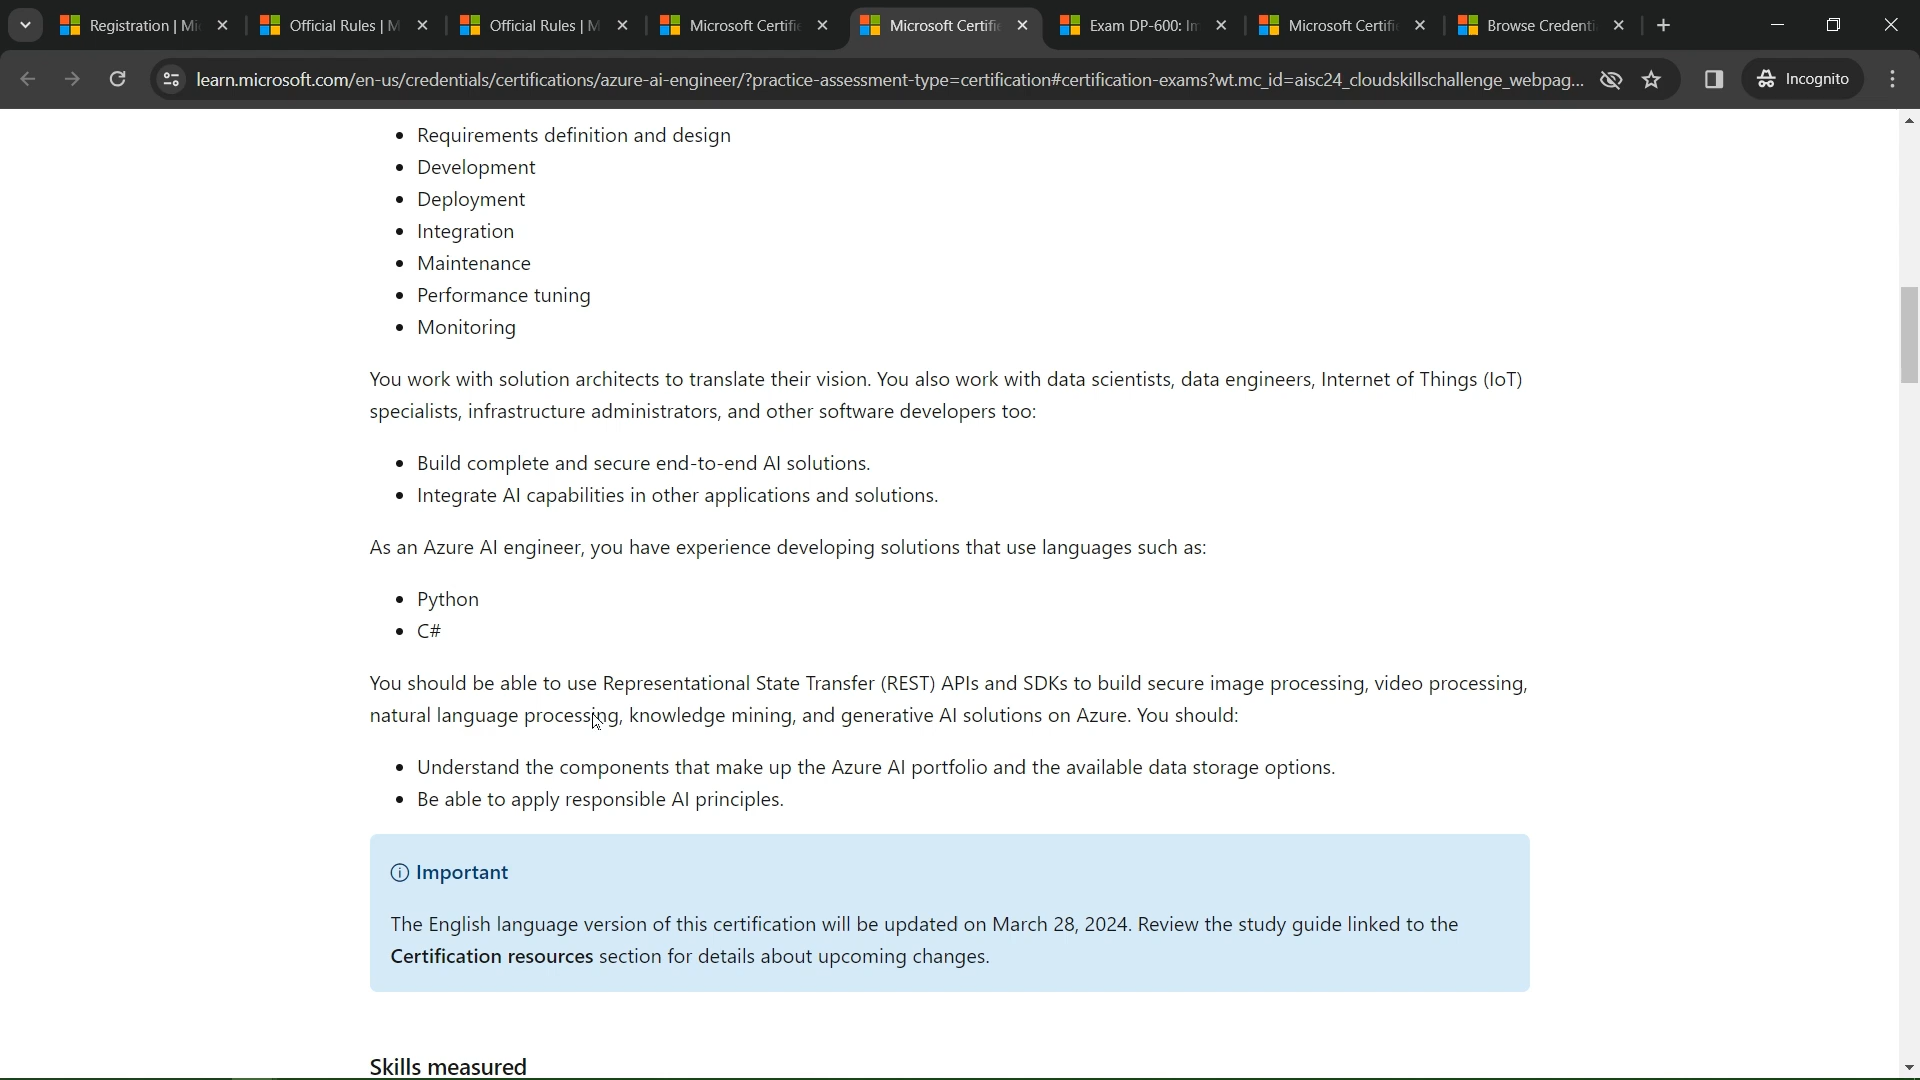 Registration | Mi
Official Rules | M
Official Rules | M
Microsoft Certific
Microsoft Certific
Exam DP-600: Im
Microsoft Certific
Browse Credenti
learn.microsoft.com/en-us/credentials/certifications/azure-ai-engineer/?practice-assessment-type=certification#certification-exams?wt.mc_id=aisc24_cloudskillschallenge_webpag...
Incognito
• Requirements definition and design
• Development
• Deployment
• Integration
• Maintenance
• Performance tuning
• Monitoring
You work with solution architects to translate their vision. You also work with data scientists, data engineers, Internet of Things (IoT)
specialists, infrastructure administrators, and other software developers too:
• Build complete and secure end-to-end AI solutions.
• Integrate AI capabilities in other applications and solutions.
As an Azure AI engineer, you have experience developing solutions that use languages such as:
• Python
• C#
You should be able to use Representational State Transfer (REST) APIs and SDKs to build secure image processing, video processing,
natural language processing, knowledge mining, and generative AI solutions on Azure. You should:
• Understand the components that make up the Azure AI portfolio and the available data storage options.
• Be able to apply responsible AI principles.
Important
The English language version of this certification will be updated on March 28, 2024. Review the study guide linked to the
Certification resources section for details about upcoming changes.
Skills measured